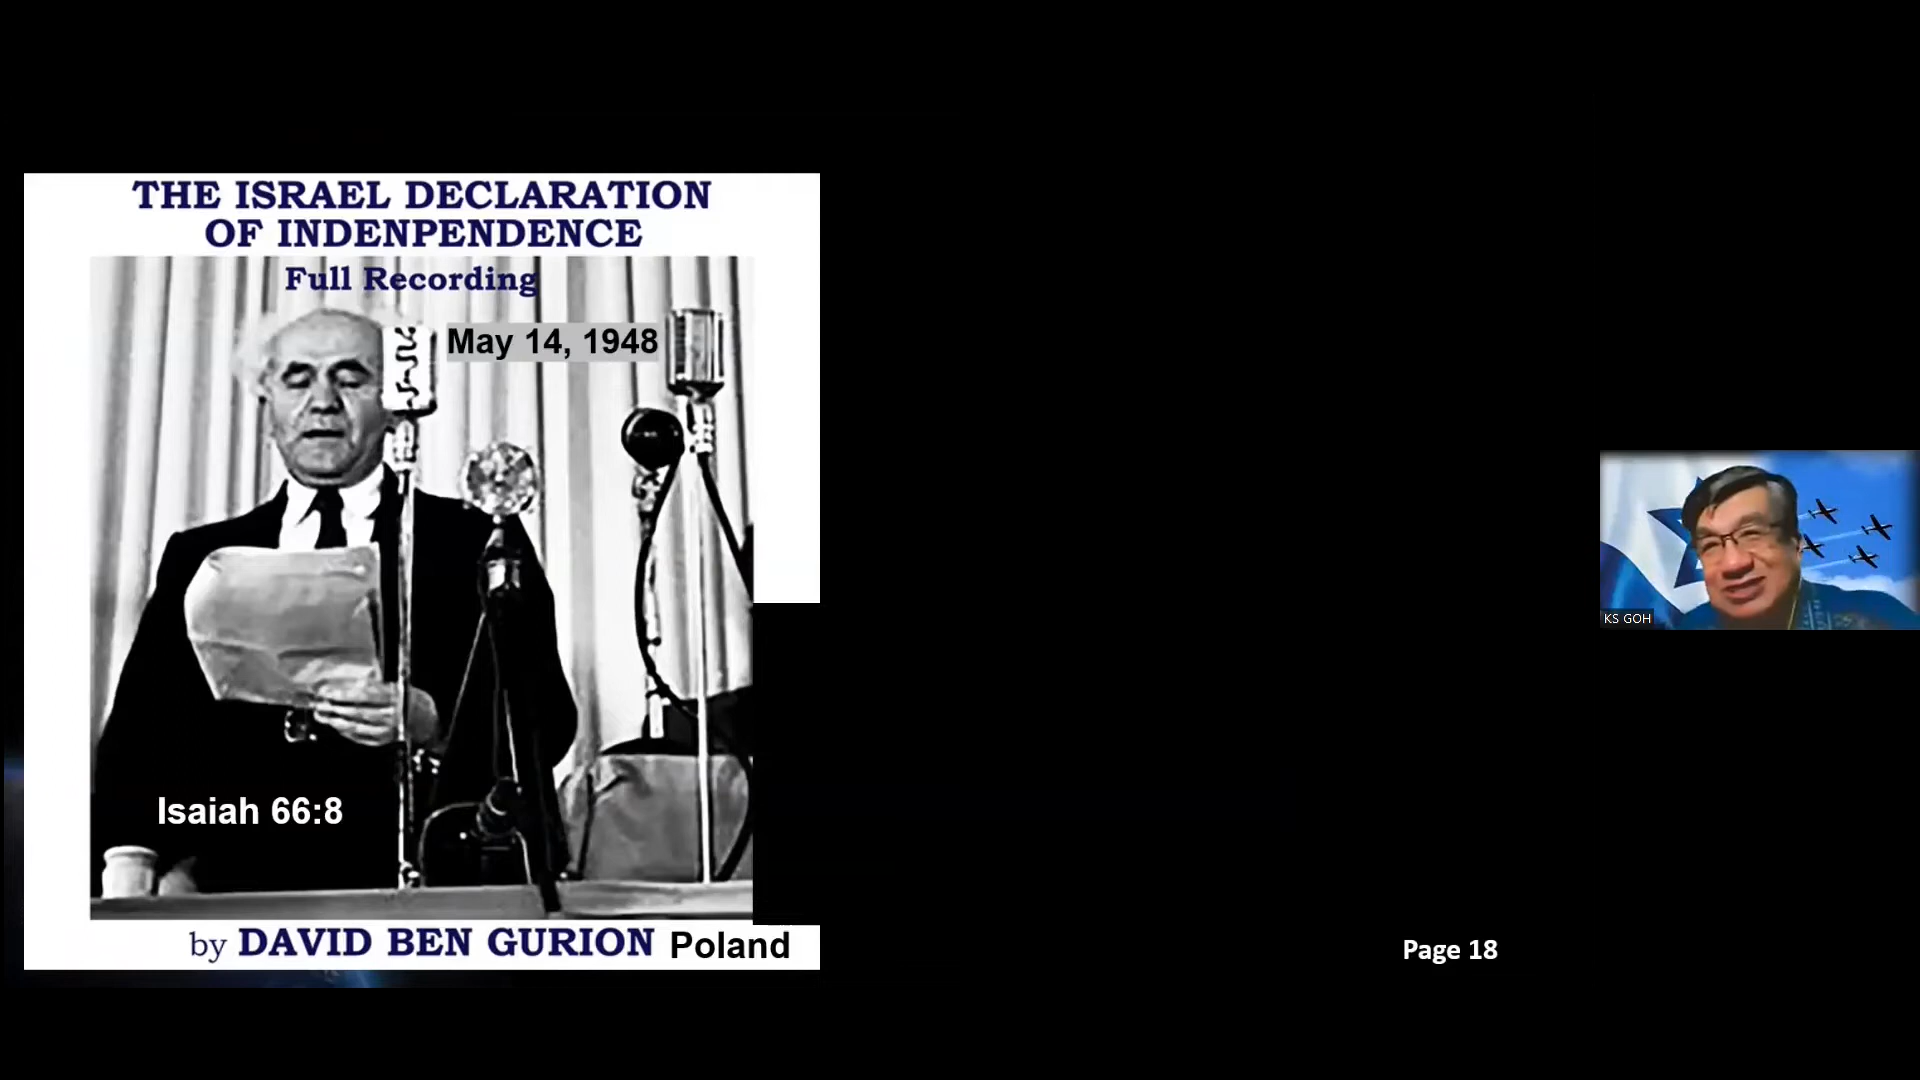 THE ISRAEL DECLARATION
OF INDENPENDENCE
Full Recording
May 14, 1948
Isaiah 66:8
by DAVID BEN GURION Poland
KS GOH
Page 18